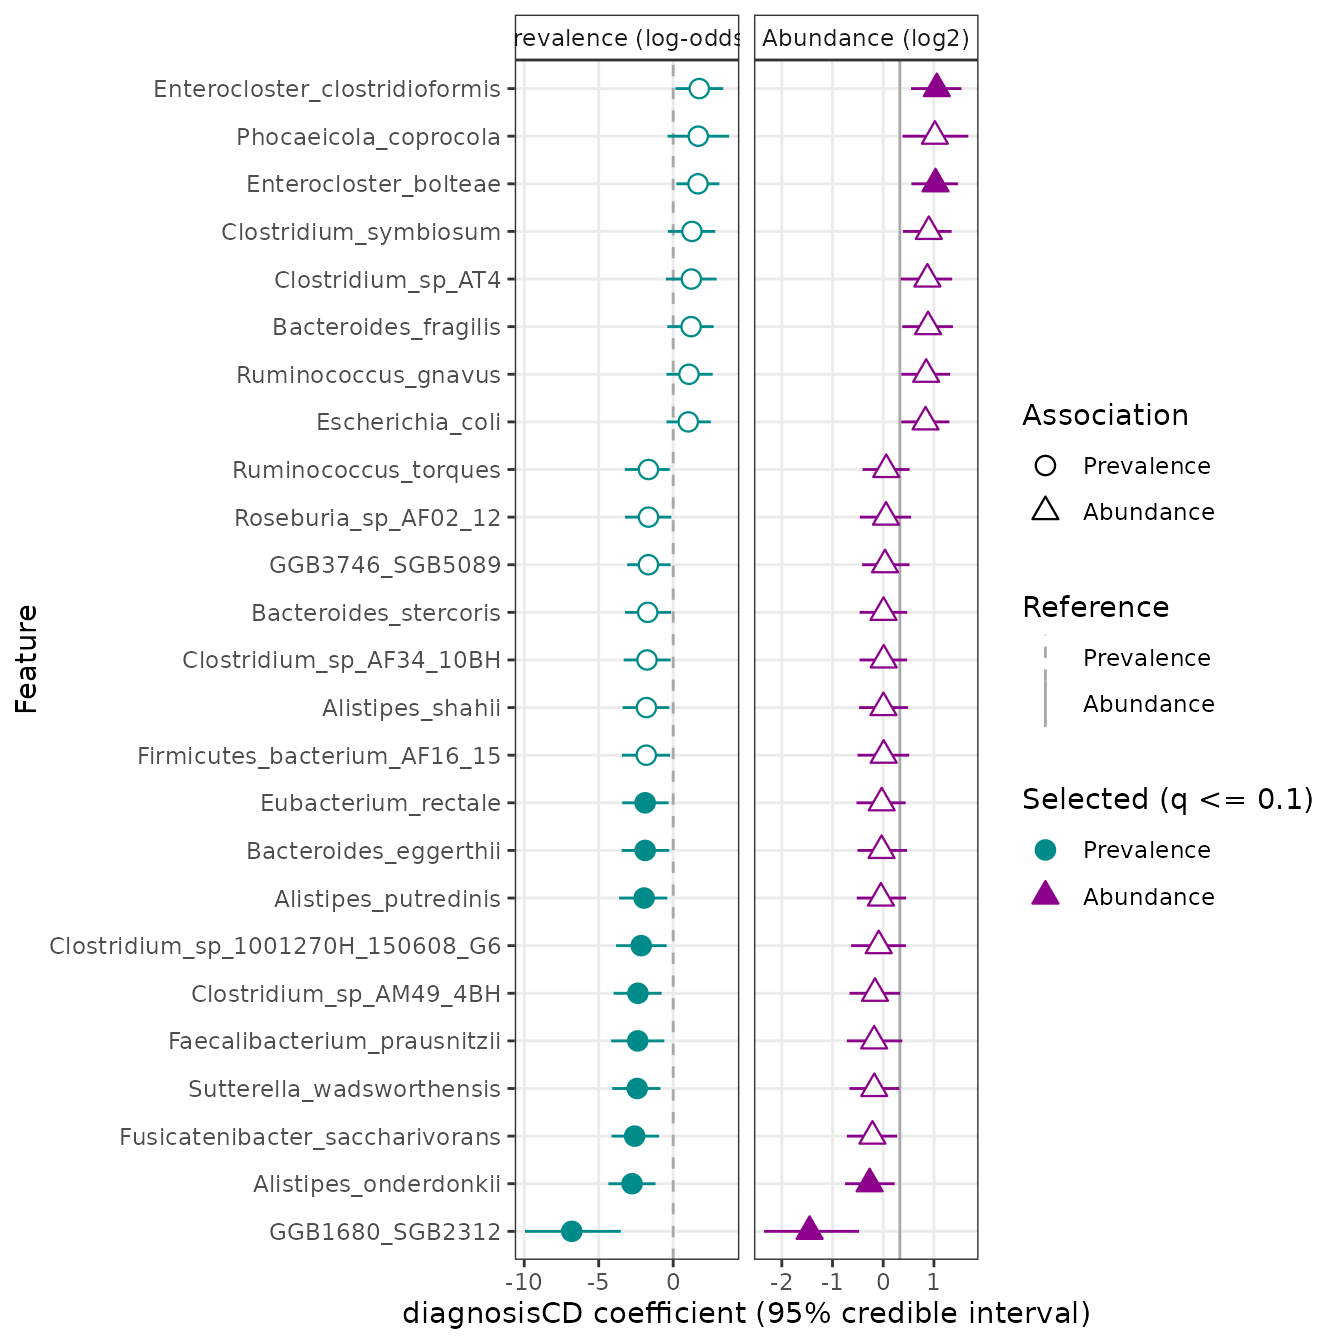 revalence (log-odds
Abundance (log2)
Enterocloster_clostridioformis
Phocaeicola_coprocola
Enterocloster_bolteae
Clostridium_symbiosum
Clostridium_sp_AT4
Bacteroides_fragilis
Ruminococcus_gnavus
Escherichia_coli
Ruminococcus_torques
Roseburia_sp_AF02_12
GGB3746_SGB5089
Bacteroides_stercoris
Clostridium_sp_AF34_10BH
Alistipes_shahii
Firmicutes_bacterium_AF16_15
Eubacterium_rectale
Bacteroides_eggerthii
Alistipes_putredinis
Clostridium_sp_1001270H_150608_G6
Clostridium_sp_AM49_4BH
Faecalibacterium_prausnitzii
Sutterella_wadsworthensis
Fusicatenibacter_saccharivorans
Alistipes_onderdonkii
GGB1680_SGB2312
Feature
-10 -5 0
-2 -1 0 1
diagnosisCD coefficient (95% credible interval)
Association
Prevalence
Abundance
Reference
Prevalence
Abundance
Selected (q <= 0.1)
Prevalence
Abundance